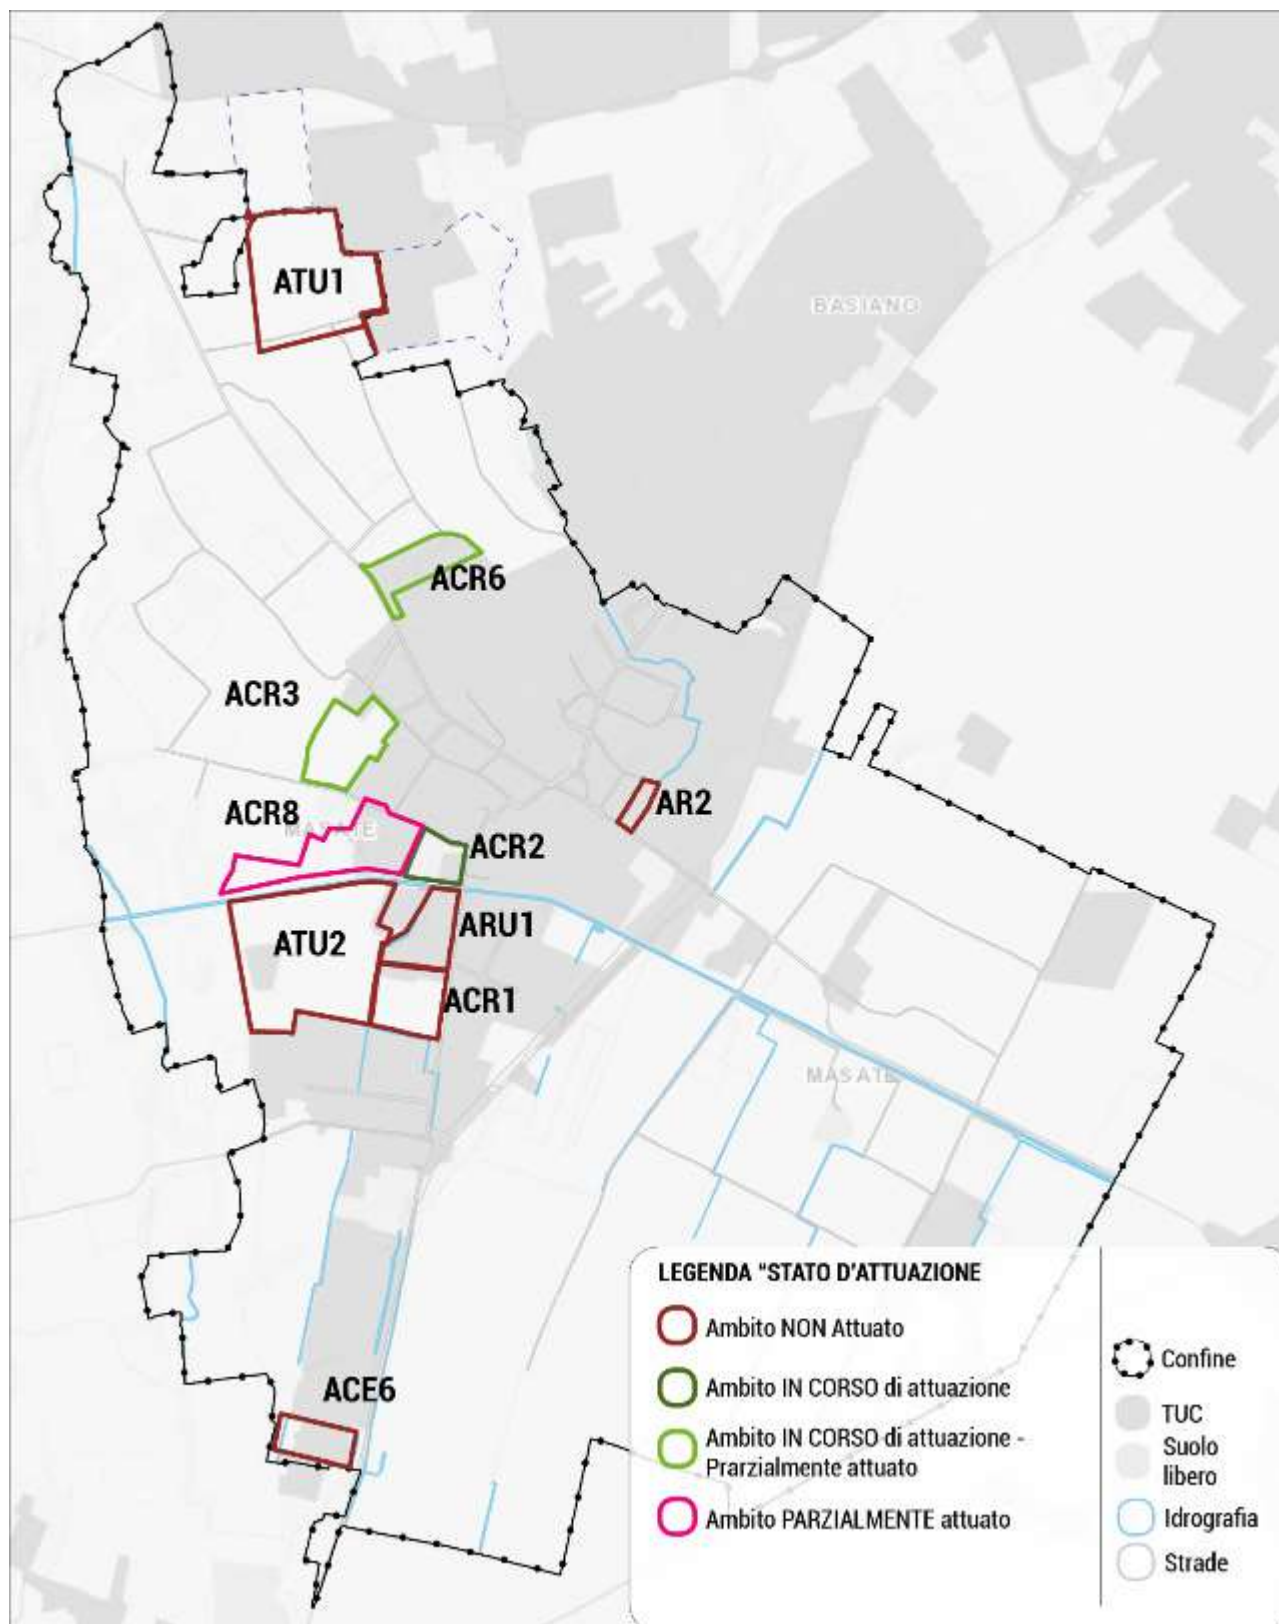 BASIANO
ATU1
ACR6
ACR3
ACR8
MASATE
AR2
ACR2
ARU1
ATU2
ACR1
MASATE
ACE6
LEGENDA "STATO D'ATTUAZIONE
Ambito NON Attuato
Ambito IN CORSO di attuazione
Ambito IN CORSO di attuazione -
Prarzialmente attuato
Ambito PARZIALMENTE attuato
Confine
TUC
Suolo
libero
Idrografia
Strade